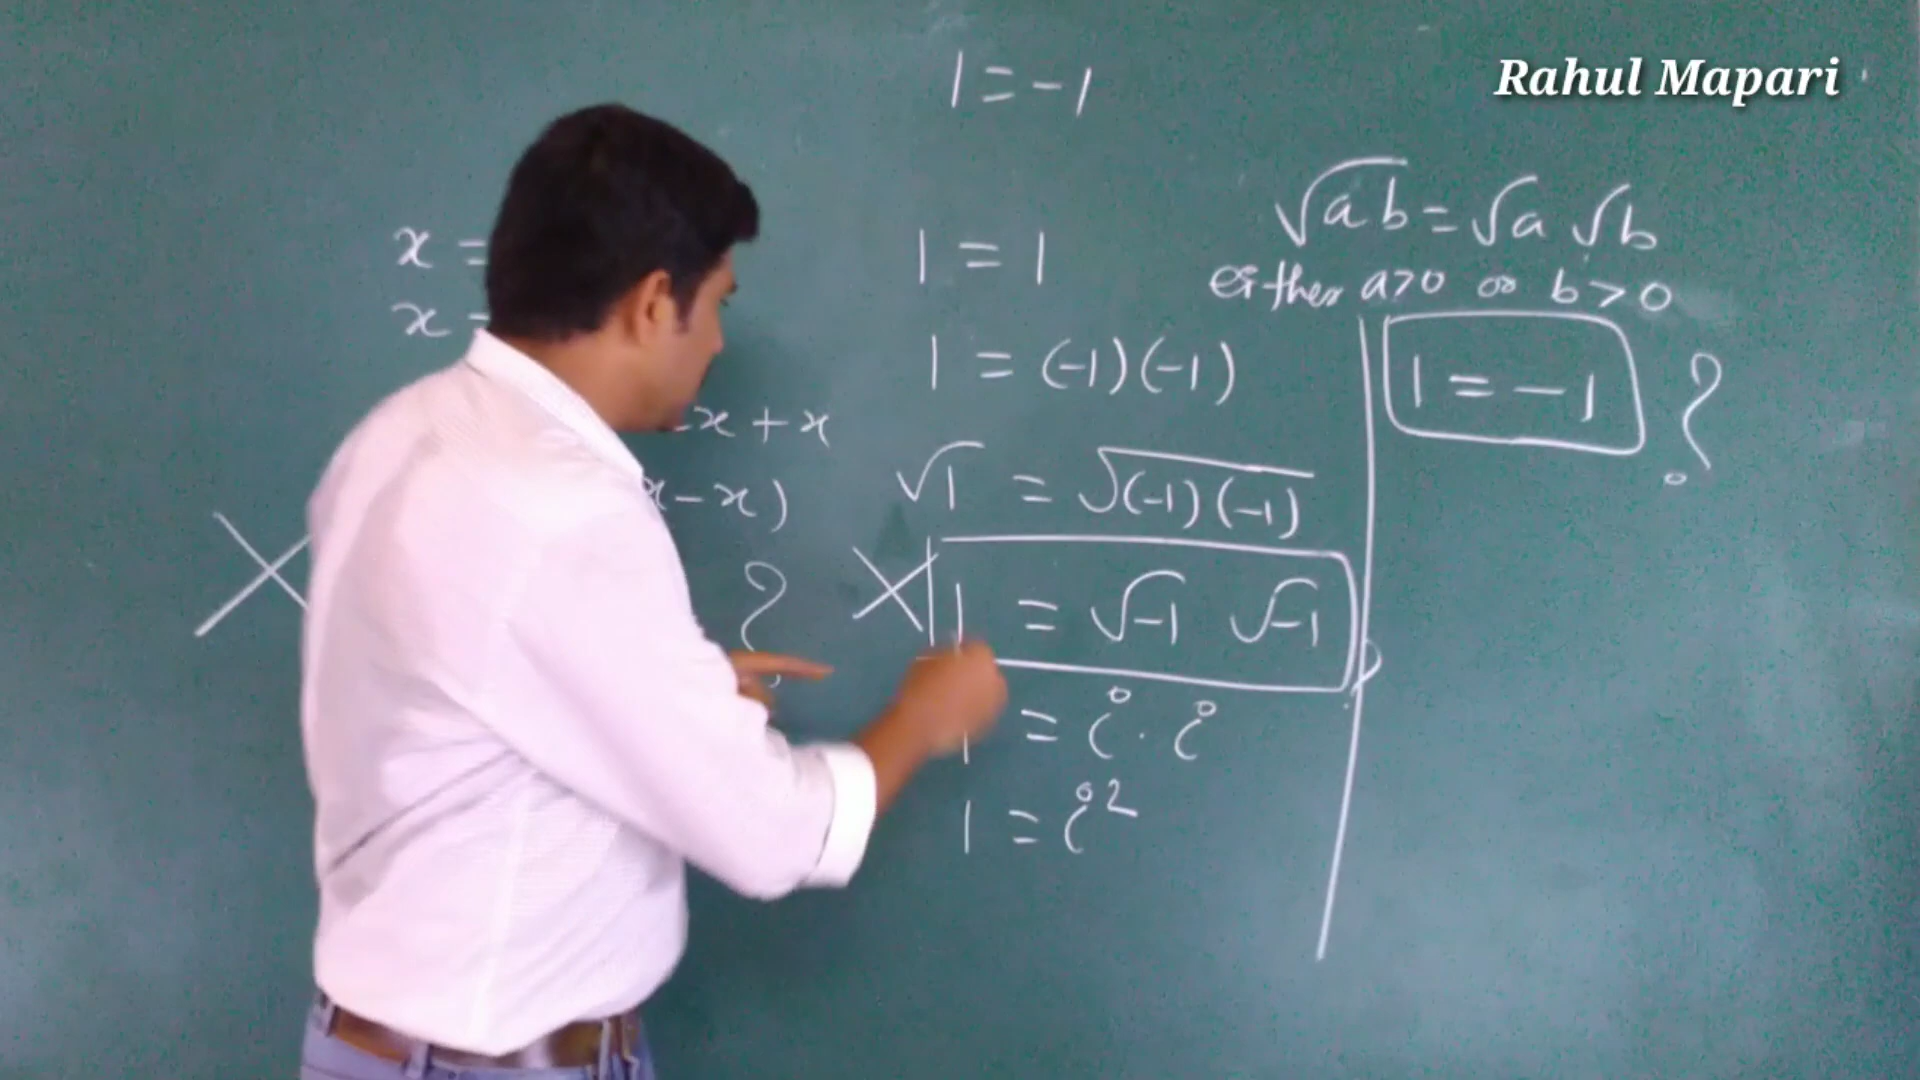 1 = -1
Rahul Mapari
x =
x =
x + x
x - x)
?
1 = 1
1 = (-1)(-1)
√1 = √(-1)(-1)
1 = √-1 √-1
1 = i · i
1 = i²
√ab = √a √b
Either a>0 or b>0
1 = -1 ?